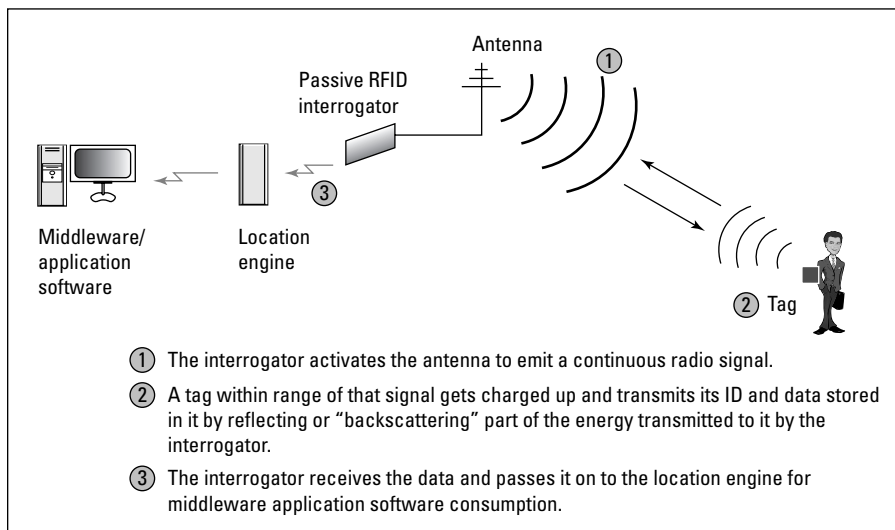 Antenna
1
Passive RFID
interrogator
3
Middleware/
application
software
Location
engine
2 Tag
1 The interrogator activates the antenna to emit a continuous radio signal.
2 A tag within range of that signal gets charged up and transmits its ID and data stored
in it by reflecting or “backscattering” part of the energy transmitted to it by the
interrogator.
3 The interrogator receives the data and passes it on to the location engine for
middleware application software consumption.